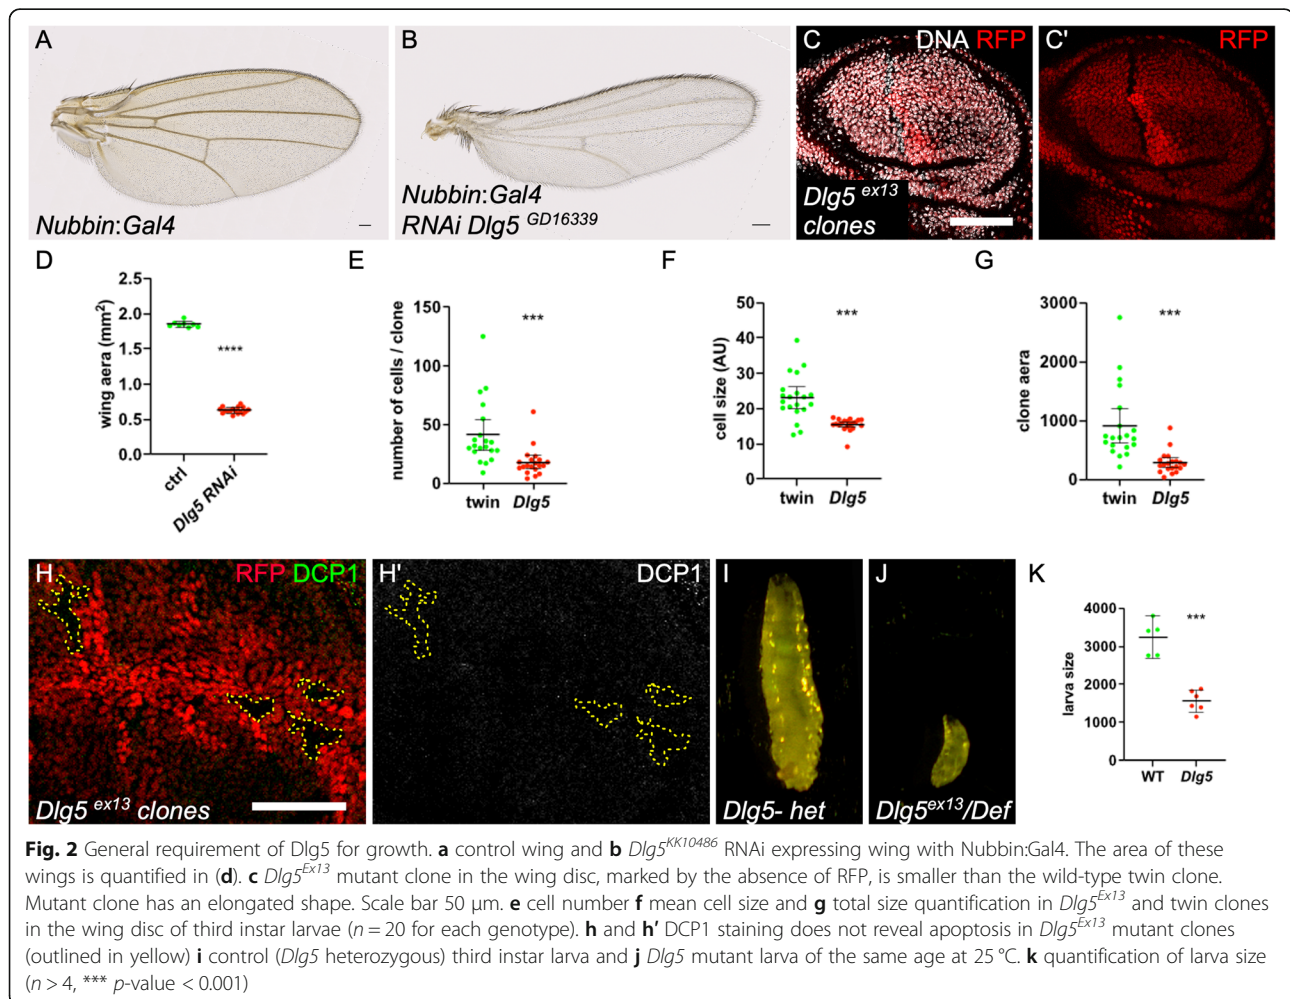 A
B
C
DNA RFP
C'
RFP
Nubbin:Gal4
Nubbin:Gal4
RNAi Dlg5 GD16339
Dlg5 ex13
clones
D
E
F
G
wing aera (mm2)
2.5
2.0
1.5
1.0
0.5
0.0
****
ctrl
Dlg5 RNAi
number of cells / clone
150
100
50
0
***
twin
Dlg5
cell size (AU)
50
40
30
20
10
0
***
twin
Dlg5
clone aera
3000
2000
1000
0
***
twin
Dlg5
H
RFP DCP1
Dlg5 ex13 clones
H'
DCP1
I
Dlg5- het
J
Dlg5ex13/Def
K
larva size
4000
3000
2000
1000
0
***
WT
Dlg5
Fig. 2 General requirement of Dlg5 for growth. a control wing and b Dlg5KK10486 RNAi expressing wing with Nubbin:Gal4. The area of these
wings is quantified in (d). c Dlg5Ex13 mutant clone in the wing disc, marked by the absence of RFP, is smaller than the wild-type twin clone.
Mutant clone has an elongated shape. Scale bar 50 μm. e cell number f mean cell size and g total size quantification in Dlg5Ex13 and twin clones
in the wing disc of third instar larvae (n = 20 for each genotype). h and h′ DCP1 staining does not reveal apoptosis in Dlg5Ex13 mutant clones
(outlined in yellow) i control (Dlg5 heterozygous) third instar larva and j Dlg5 mutant larva of the same age at 25 °C. k quantification of larva size
(n > 4, *** p-value < 0.001)